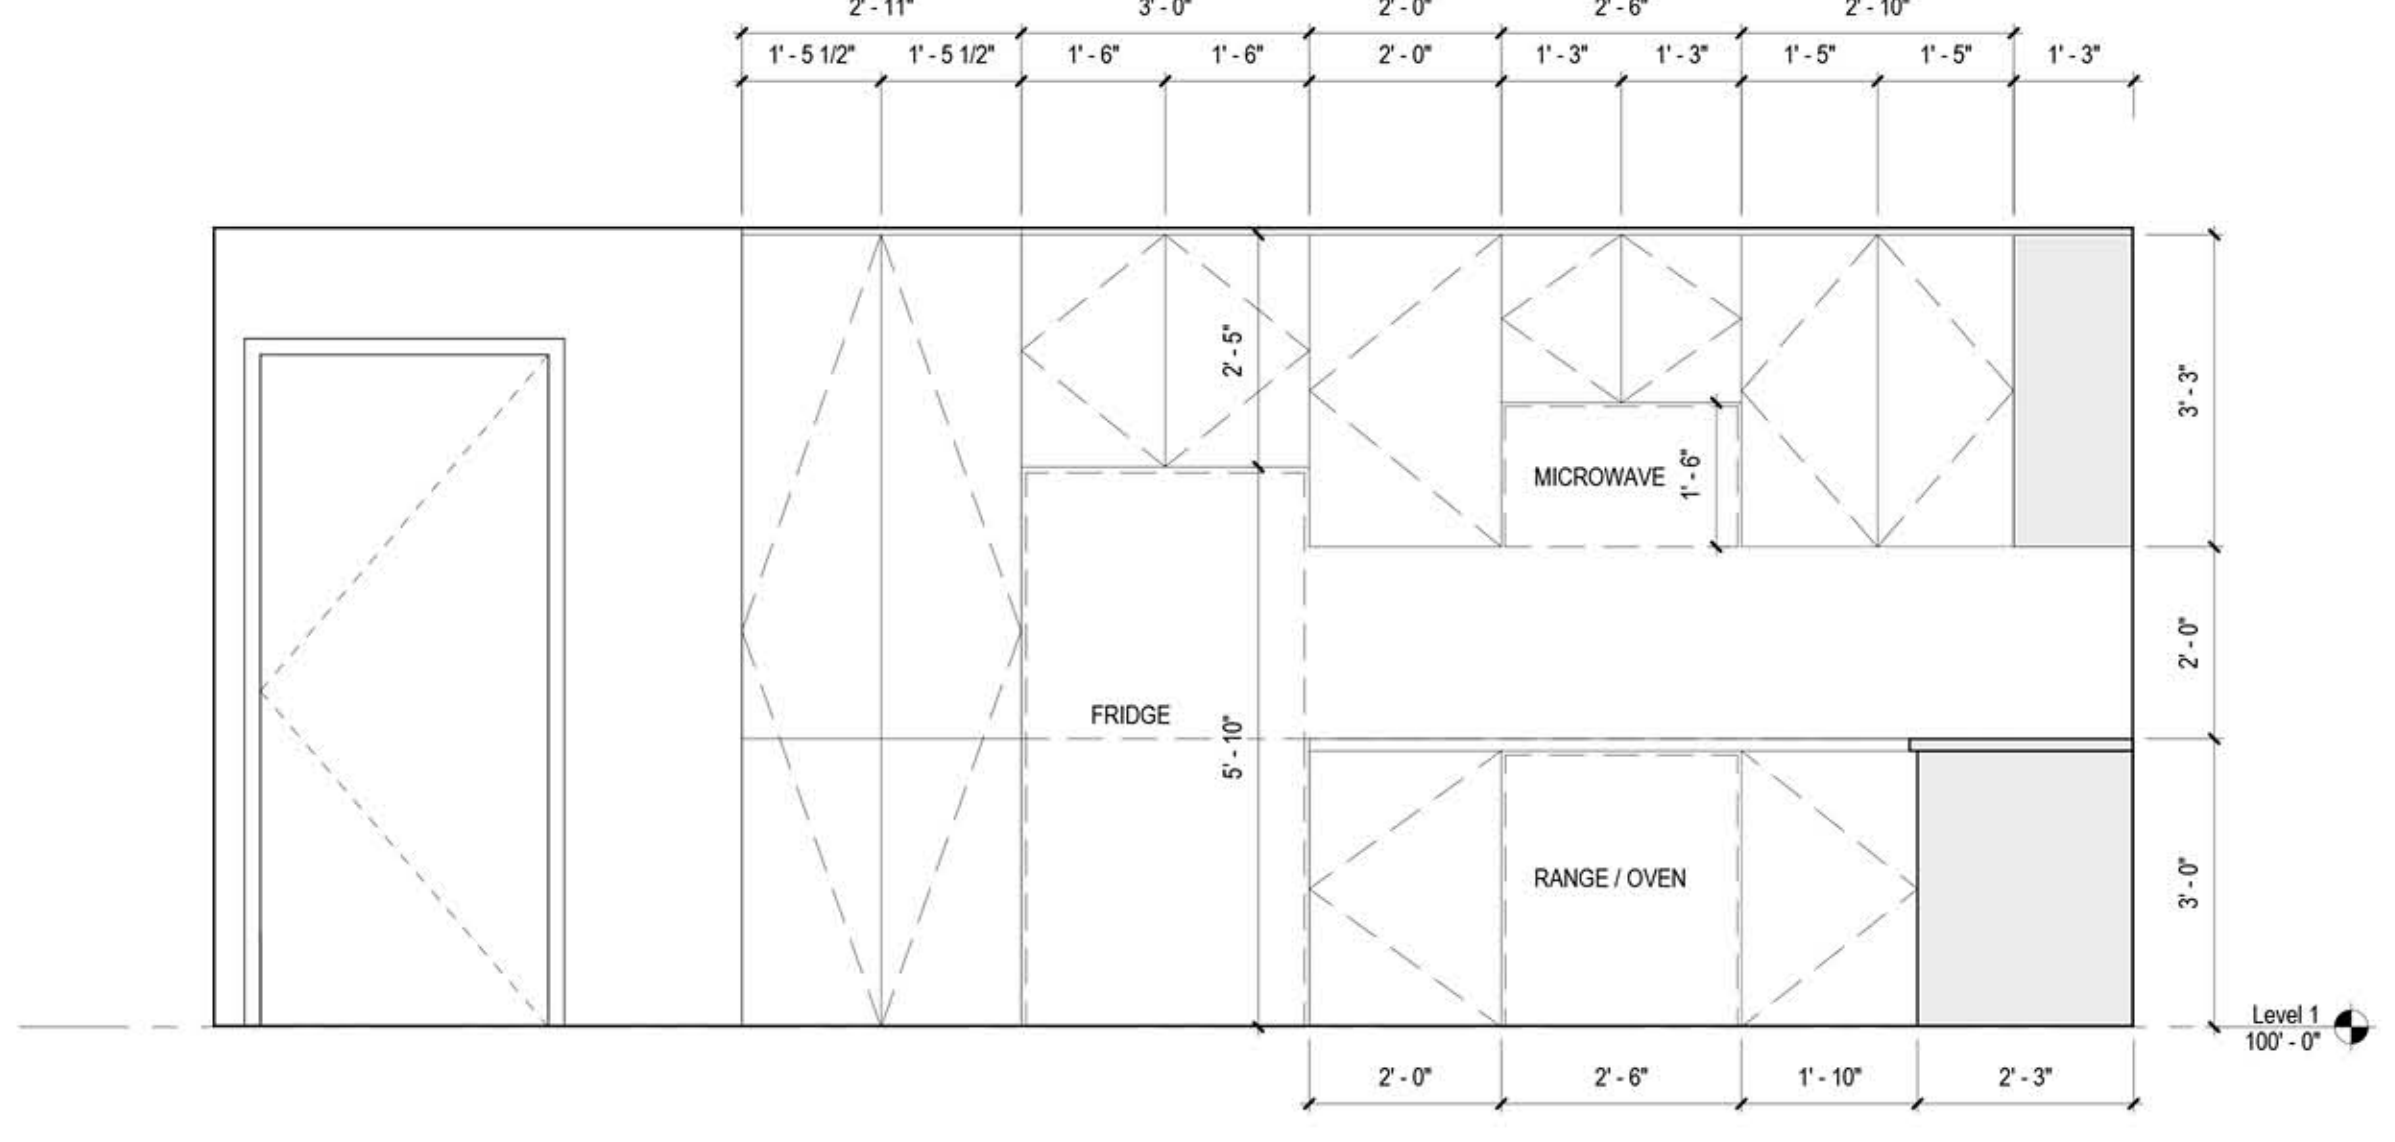 2' - 11" 3' - 0" 2' - 0" 2' - 6" 2' - 10"
1' - 5 1/2" 1' - 5 1/2" 1' - 6" 1' - 6" 2' - 0" 1' - 3" 1' - 3" 1' - 5" 1' - 5" 1' - 3"
2' - 5"
3' - 3"
MICROWAVE
1' - 6"
2' - 0"
FRIDGE
5' - 10"
RANGE / OVEN
3' - 0"
Level 1
100' - 0"
2' - 0" 2' - 6" 1' - 10" 2' - 3"